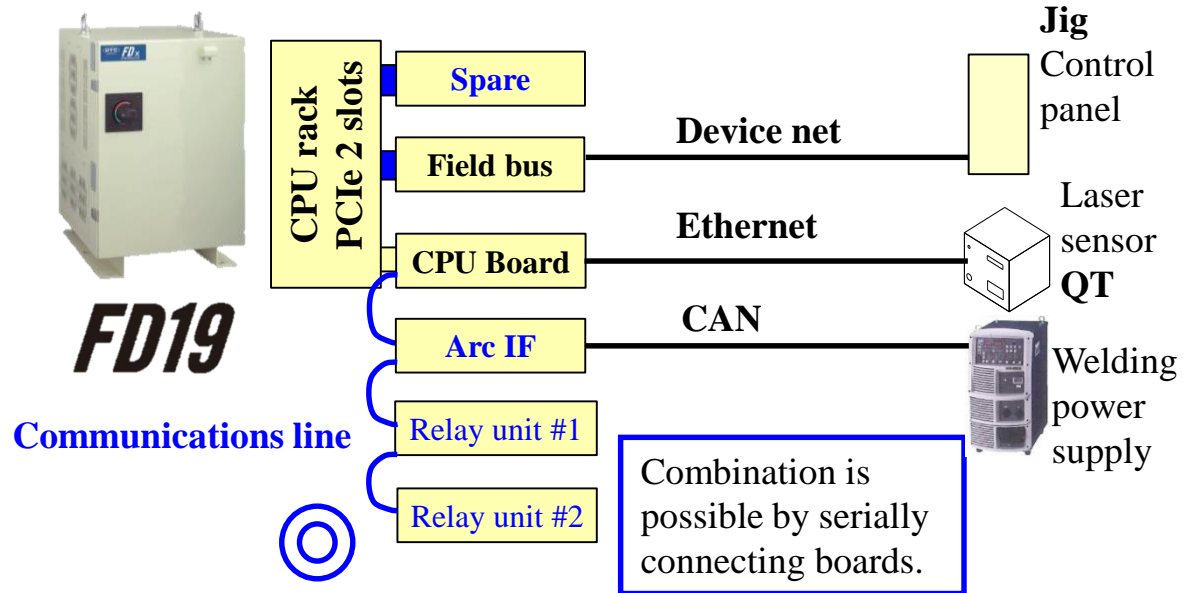 FDx
FD19
CPU rack
PCIe 2 slots
Spare
Field bus
CPU Board
Arc IF
Relay unit #1
Relay unit #2
Communications line
Device net
Ethernet
CAN
Jig
Control
panel
Laser
sensor
QT
Welding
power
supply
Combination is
possible by serially
connecting boards.